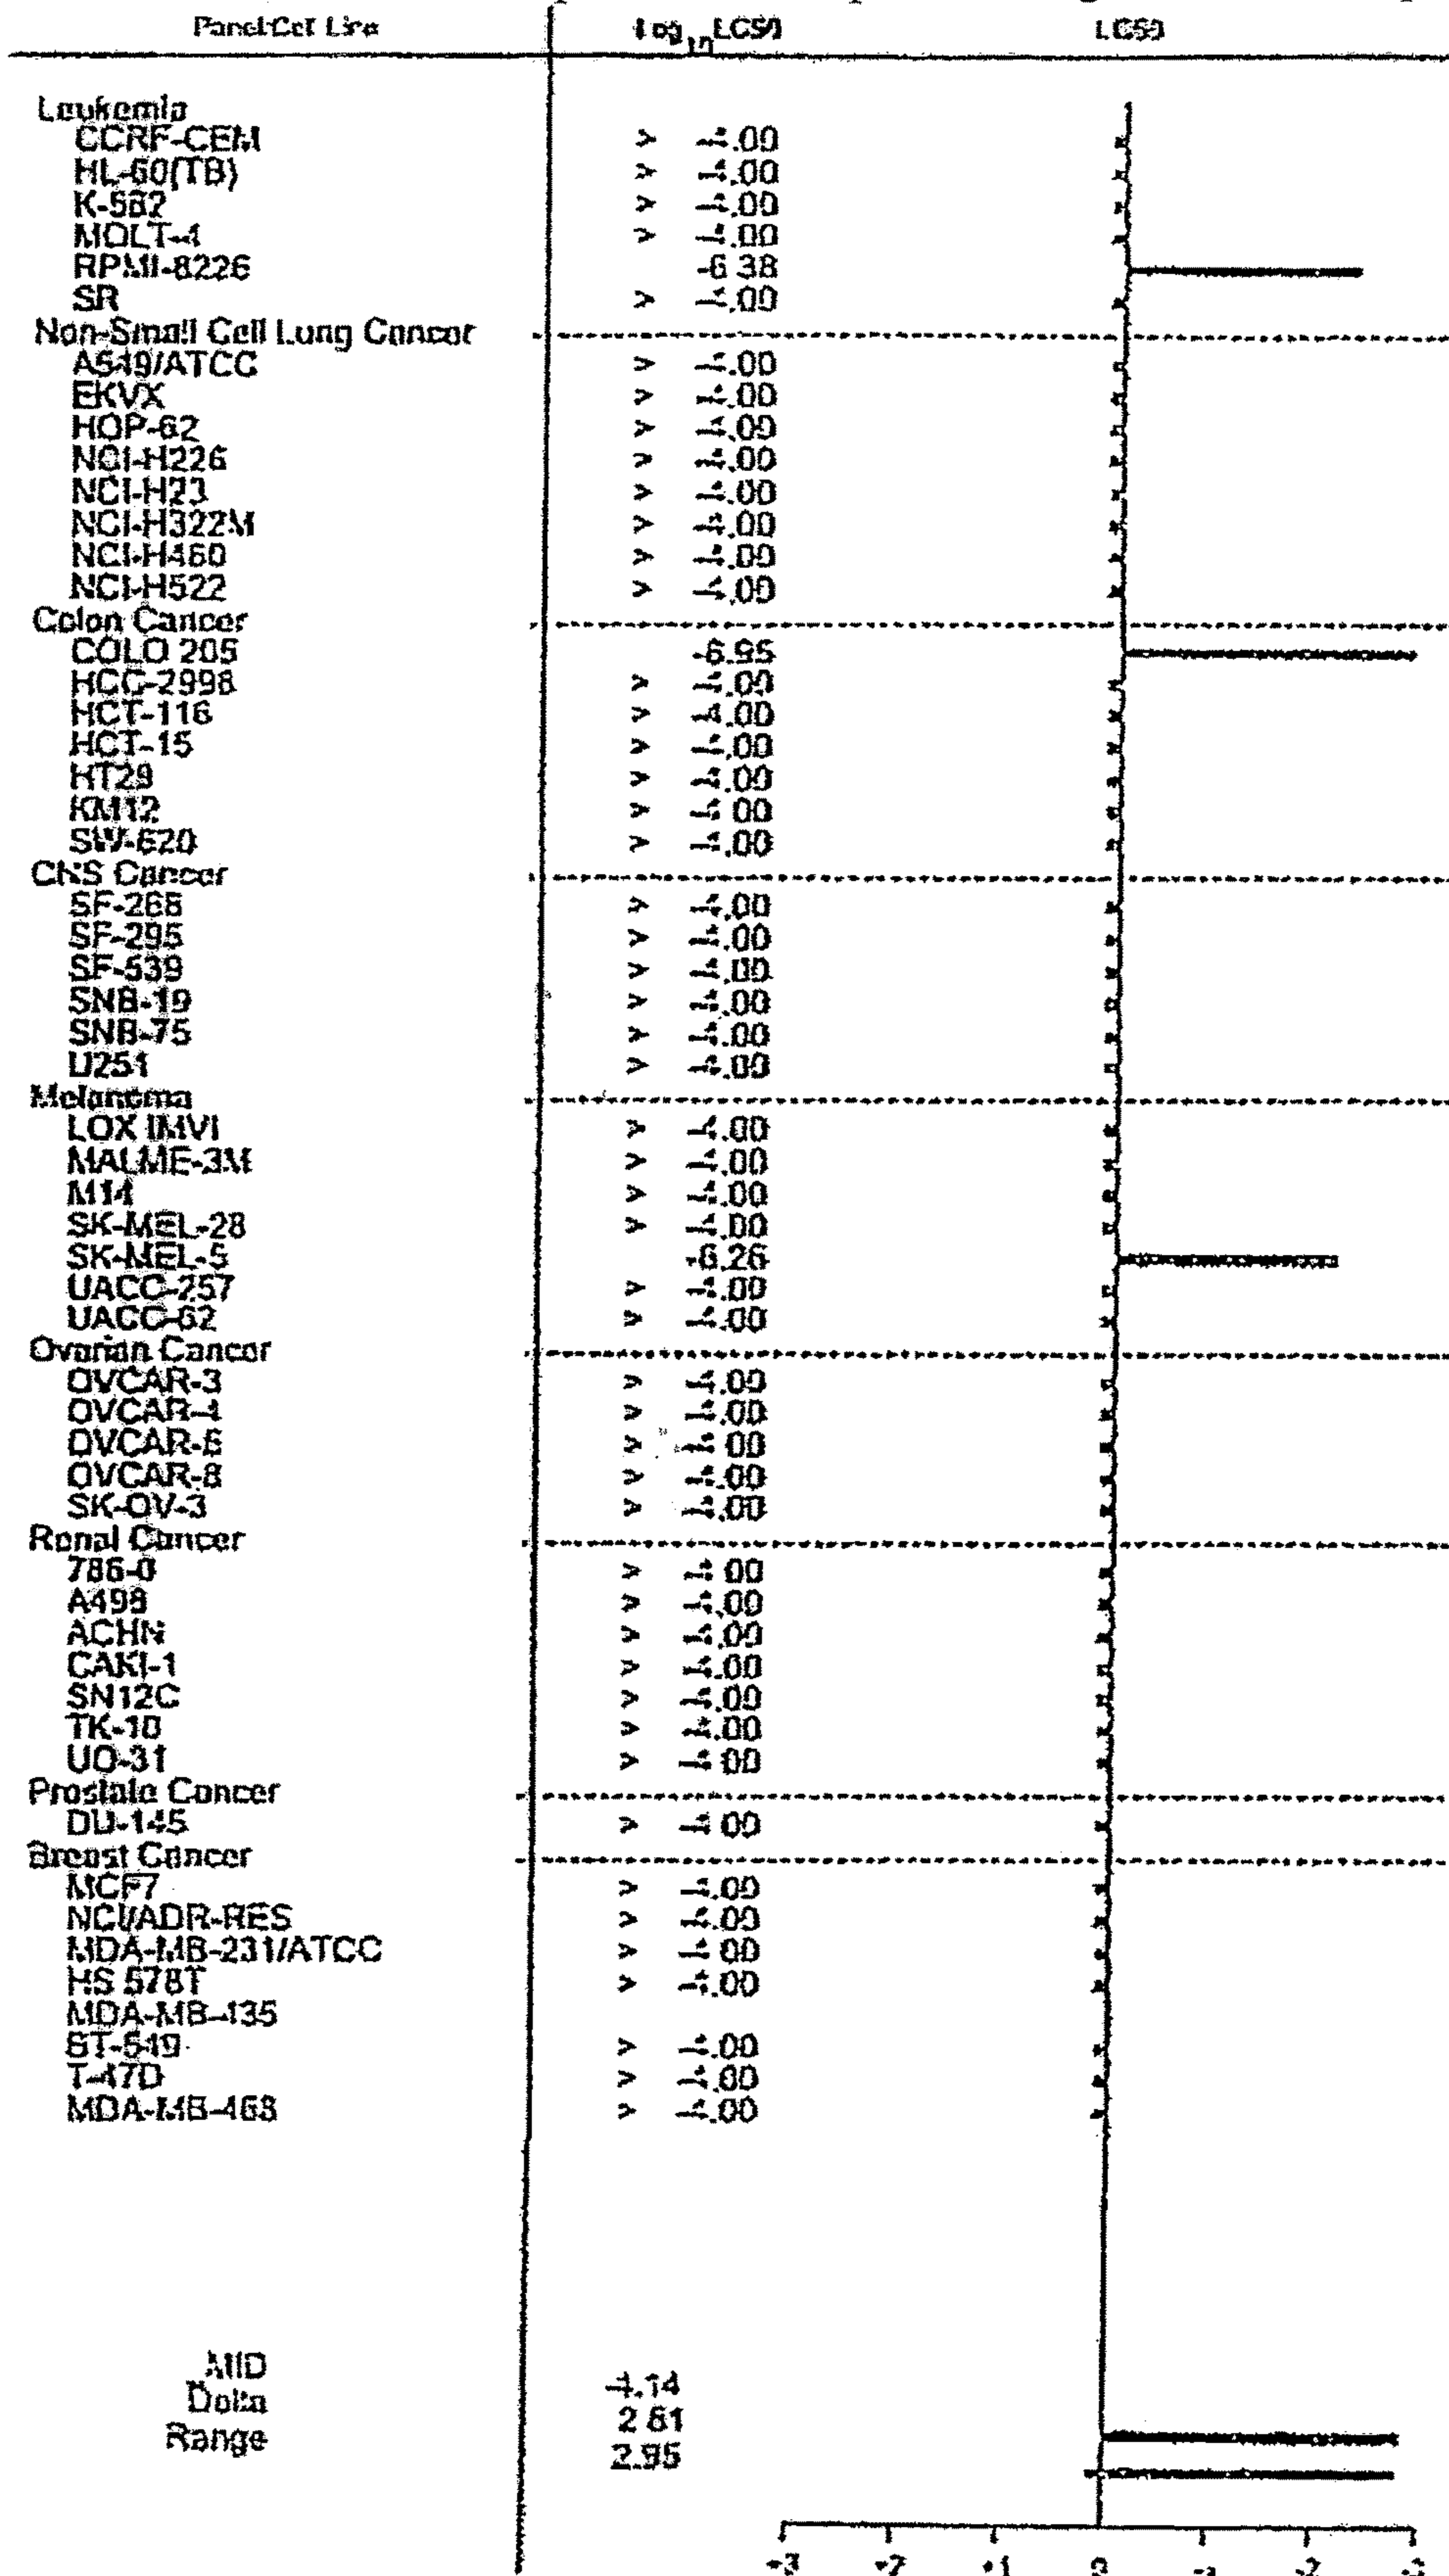 Panel/Cell Line Log10LC50 LC50
Leukemia
CCRF-CEM > -4.00
HL-60(TB) > -4.00
K-562 > -4.00
MOLT-4 > -4.00
RPMI-8226 -6.38
SR > -4.00
Non-Small Cell Lung Cancer
A549/ATCC > -4.00
EKVX > -4.00
HOP-62 > -4.00
NCI-H226 > -4.00
NCI-H23 > -4.00
NCI-H322M > -4.00
NCI-H460 > -4.00
NCI-H522 > -4.00
Colon Cancer
COLO 205 -6.95
HCC-2998 > -4.00
HCT-116 > -4.00
HCT-15 > -4.00
HT29 > -4.00
KM12 > -4.00
SW-620 > -4.00
CNS Cancer
SF-268 > -4.00
SF-295 > -4.00
SF-539 > -4.00
SNB-19 > -4.00
SNB-75 > -4.00
U251 > -4.00
Melanoma
LOX IMVI > -4.00
MALME-3M > -4.00
M14 > -4.00
SK-MEL-28 > -4.00
SK-MEL-5 -6.26
UACC-257 > -4.00
UACC-62 > -4.00
Ovarian Cancer
OVCAR-3 > -4.00
OVCAR-4 > -4.00
OVCAR-5 > -4.00
OVCAR-8 > -4.00
SK-OV-3 > -4.00
Renal Cancer
786-0 > -4.00
A498 > -4.00
ACHN > -4.00
CAKI-1 > -4.00
SN12C > -4.00
TK-10 > -4.00
UO-31 > -4.00
Prostate Cancer
DU-145 > -4.00
Breast Cancer
MCF7 > -4.00
NCI/ADR-RES > -4.00
MDA-MB-231/ATCC > -4.00
HS 578T > -4.00
MDA-MB-435
BT-549 > -4.00
T-47D > -4.00
MDA-MB-468 > -4.00
MID -4.14
Delta 2.81
Range 2.95
+3 +2 +1 0 -1 -2 -3